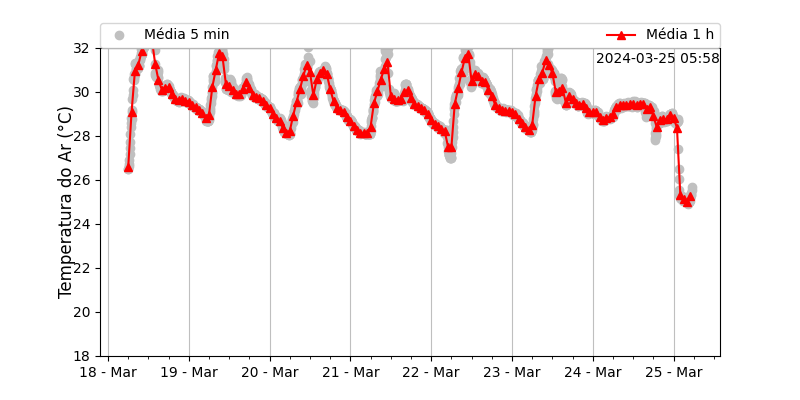 Média 5 min
Média 1 h
2024-03-25 05:58
Temperatura do Ar (°C)
32
30
28
26
24
22
20
18
18 - Mar
19 - Mar
20 - Mar
21 - Mar
22 - Mar
23 - Mar
24 - Mar
25 - Mar